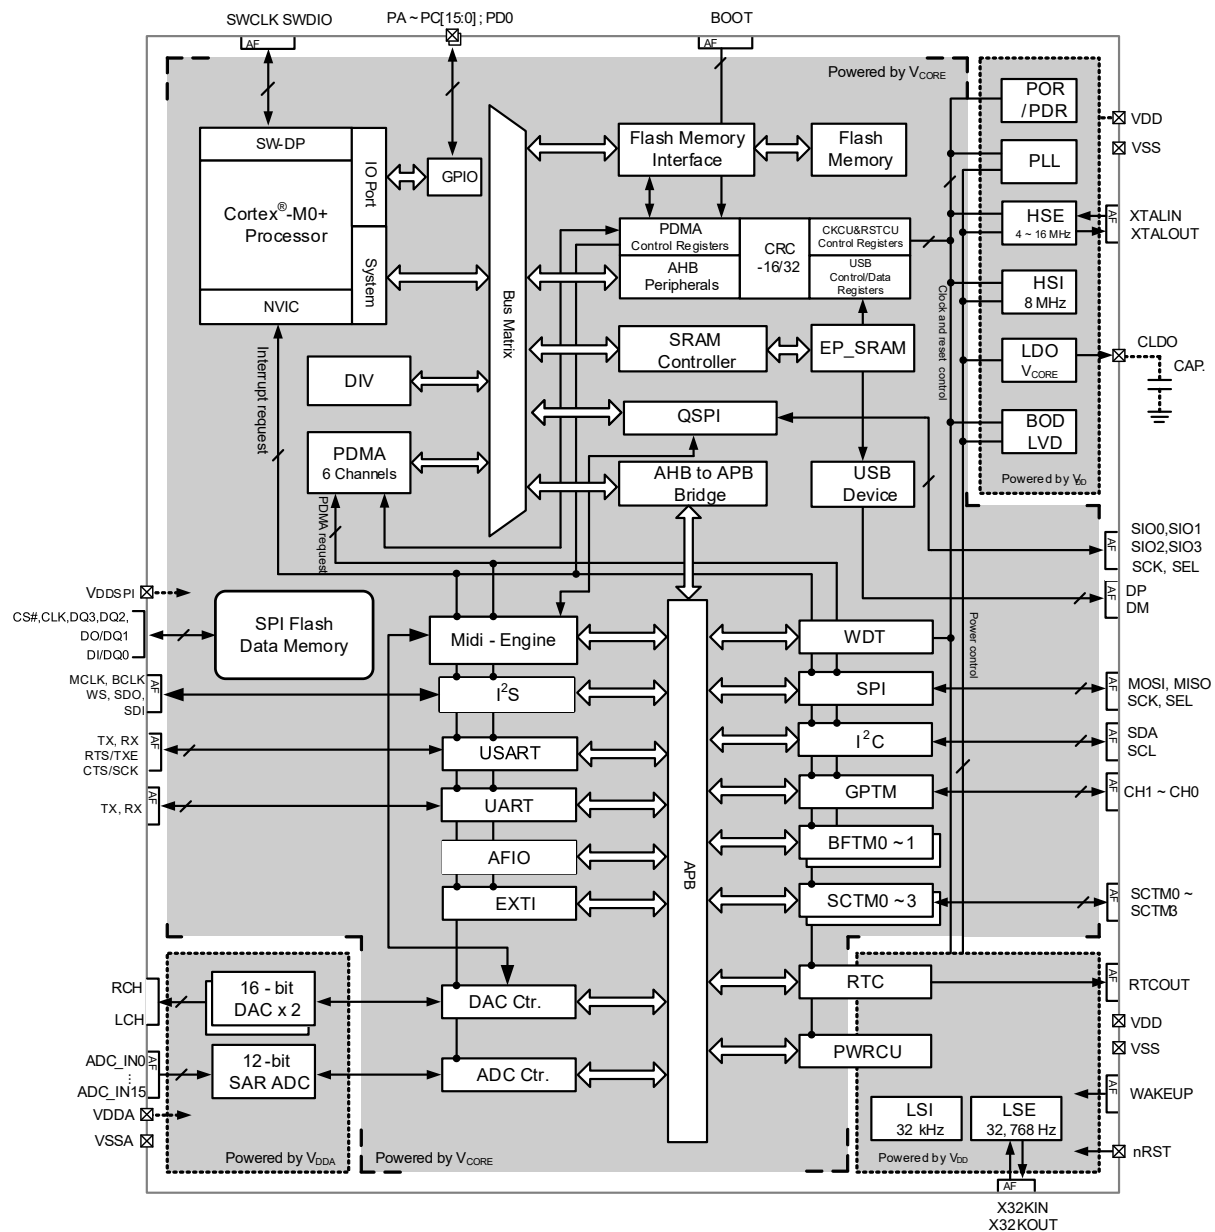 SWCLK SWDIO
PA ~ PC[15:0] ; PD0
BOOT
AF
AF
Powered by VCORE
SW-DP
IO Port
Cortex®-M0+
Processor
System
NVIC
GPIO
Bus Matrix
Flash Memory
Interface
Flash
Memory
PDMA
Control Registers
AHB
Peripherals
CRC
-16/32
CKCU&RSTCU
Control Registers
USB
Control/Data
Registers
POR
/PDR
PLL
HSE
4 ~ 16 MHz
HSI
8 MHz
LDO
VCORE
BOD
LVD
Powered by VDD
VDD
VSS
AF
XTALIN
XTALOUT
CLDO
CAP.
Clock and reset control
Interrupt request
DIV
SRAM
Controller
EP_SRAM
QSPI
PDMA
6 Channels
PDMA request
AHB to APB
Bridge
USB
Device
AF
SIO0,SIO1
SIO2,SIO3
SCK, SEL
AF
DP
DM
VDDSPI
CS#,CLK,DQ3,DQ2,
DO/DQ1
DI/DQ0
SPI Flash
Data Memory
Midi - Engine
WDT
Power control
MCLK, BCLK
WS, SDO,
SDI
AF
I2S
SPI
AF
MOSI, MISO
SCK, SEL
TX, RX
RTS/TXE
CTS/SCK
AF
USART
I2C
AF
SDA
SCL
TX, RX
AF
UART
GPTM
AF
CH1 ~ CH0
AFIO
APB
BFTM0 ~ 1
EXTI
SCTM0 ~ 3
AF
SCTM0 ~
SCTM3
RCH
LCH
16 - bit
DAC x 2
DAC Ctr.
RTC
AF
RTCOUT
VDD
VSS
ADC_IN0
...
ADC_IN15
AF
12-bit
SAR ADC
ADC Ctr.
PWRCU
VDDA
VSSA
Powered by VDDA
Powered by VCORE
LSI
32 kHz
LSE
32,768 Hz
Powered by VDD
AF
WAKEUP
nRST
AF
X32KIN
X32KOUT